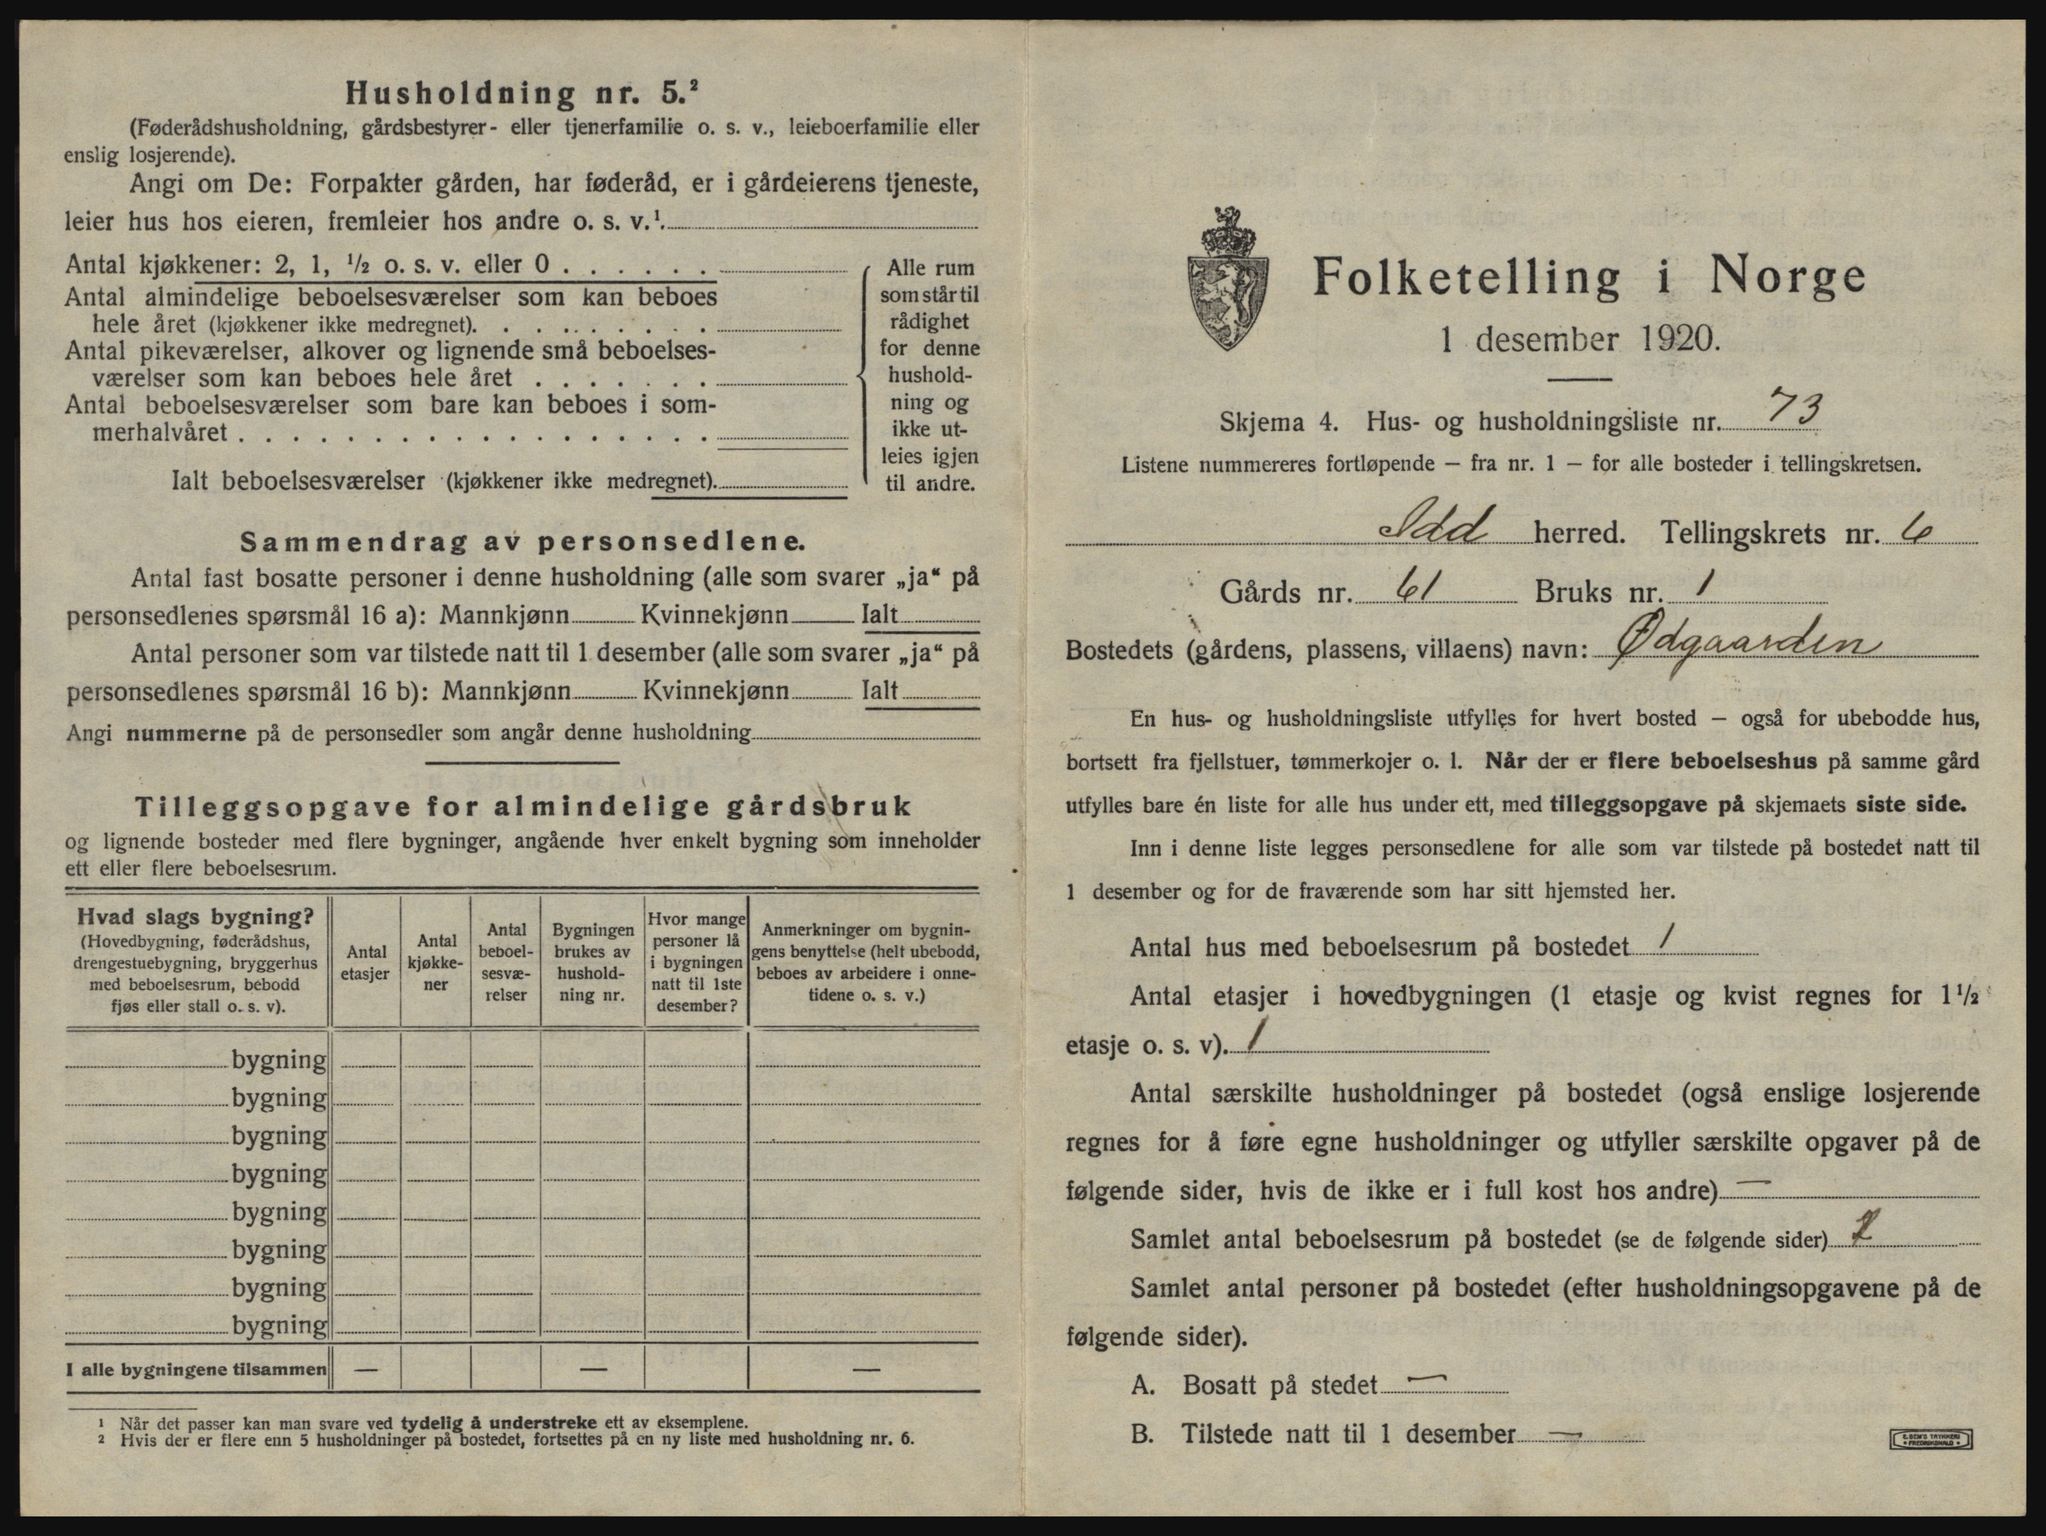 Husholdning nr. 5.²
(Føderådshusholdning, gårdsbestyrer- eller tjenerfamilie o. s. v., leieboerfamilie eller
enslig losjerende).
Angi om De: Forpakter gården, har føderåd, er i gårdeierens tjeneste,
leier hus hos eieren, fremleier hos andre o. s. v.¹.
Antal kjøkkener: 2, 1, ½ o. s. v. eller 0 . . . . . .
Antal almindelige beboelsesværelser som kan beboes
hele året (kjøkkener ikke medregnet). . . . . . . . .
Antal pikeværelser, alkover og lignende små beboelses-
værelser som kan beboes hele året . . . . . . .
Antal beboelsesværelser som bare kan beboes i som-
merhalvåret . . . . . . . . . . . . . . . . . .
Ialt beboelsesværelser (kjøkkener ikke medregnet).
Alle rum
som står til
rådighet
for denne
hushold-
ning og
ikke ut-
leies igjen
til andre.
Sammendrag av personsedlene.
Antal fast bosatte personer i denne husholdning (alle som svarer „ja“ på
personsedlenes spørsmål 16 a): Mannkjønn Kvinnekjønn Ialt
Antal personer som var tilstede natt til 1 desember (alle som svarer „ja“ på
personsedlenes spørsmål 16 b): Mannkjønn Kvinnekjønn Ialt
Angi nummerne på de personsedler som angår denne husholdning
Tilleggsopgave for almindelige gårdsbruk
og lignende bosteder med flere bygninger, angående hver enkelt bygning som inneholder
ett eller flere beboelsesrum.
Hvad slags bygning?
(Hovedbygning, føderådshus,
drengestuebygning, bryggerhus
med beboelsesrum, bebodd
fjøs eller stall o. s. v).
Antal
etasjer
Antal
kjøkke-
ner
Antal
beboel-
sesvæ-
relser
Bygningen
brukes av
hushold-
ning nr.
Hvor mange
personer lå
i bygningen
natt til 1ste
desember?
Anmerkninger om bygnin-
gens benyttelse (helt ubebodd,
beboes av arbeidere i onne-
tidene o. s. v.)
bygning
bygning
bygning
bygning
bygning
bygning
bygning
bygning
I alle bygningene tilsammen — — —
¹ Når det passer kan man svare ved tydelig å understreke ett av eksemplene.
² Hvis der er flere enn 5 husholdninger på bostedet, fortsettes på en ny liste med husholdning nr. 6.
Folketelling i Norge
1 desember 1920.
Skjema 4. Hus- og husholdningsliste nr. 73
Listene nummereres fortløpende — fra nr. 1 — for alle bosteder i tellingskretsen.
Idd herred. Tellingskrets nr. 6
Gårds nr. 61 Bruks nr. 1
Bostedets (gårdens, plassens, villaens) navn: Ødgaarden
En hus- og husholdningsliste utfylles for hvert bosted — også for ubebodde hus,
bortsett fra fjellstuer, tømmerkojer o. l. Når der er flere beboelseshus på samme gård
utfylles bare én liste for alle hus under ett, med tilleggsopgave på skjemaets siste side.
Inn i denne liste legges personsedlene for alle som var tilstede på bostedet natt til
1 desember og for de fraværende som har sitt hjemsted her.
Antal hus med beboelsesrum på bostedet 1
Antal etasjer i hovedbygningen (1 etasje og kvist regnes for 1½
etasje o. s. v). 1
Antal særskilte husholdninger på bostedet (også enslige losjerende
regnes for å føre egne husholdninger og utfyller særskilte opgaver på de
følgende sider, hvis de ikke er i full kost hos andre) —
Samlet antal beboelsesrum på bostedet (se de følgende sider) 2
Samlet antal personer på bostedet (efter husholdningsopgavene på de
følgende sider).
A. Bosatt på stedet —
B. Tilstede natt til 1 desember —
E. SEM'S TRYKKERI
• FREDRIKSHALD •